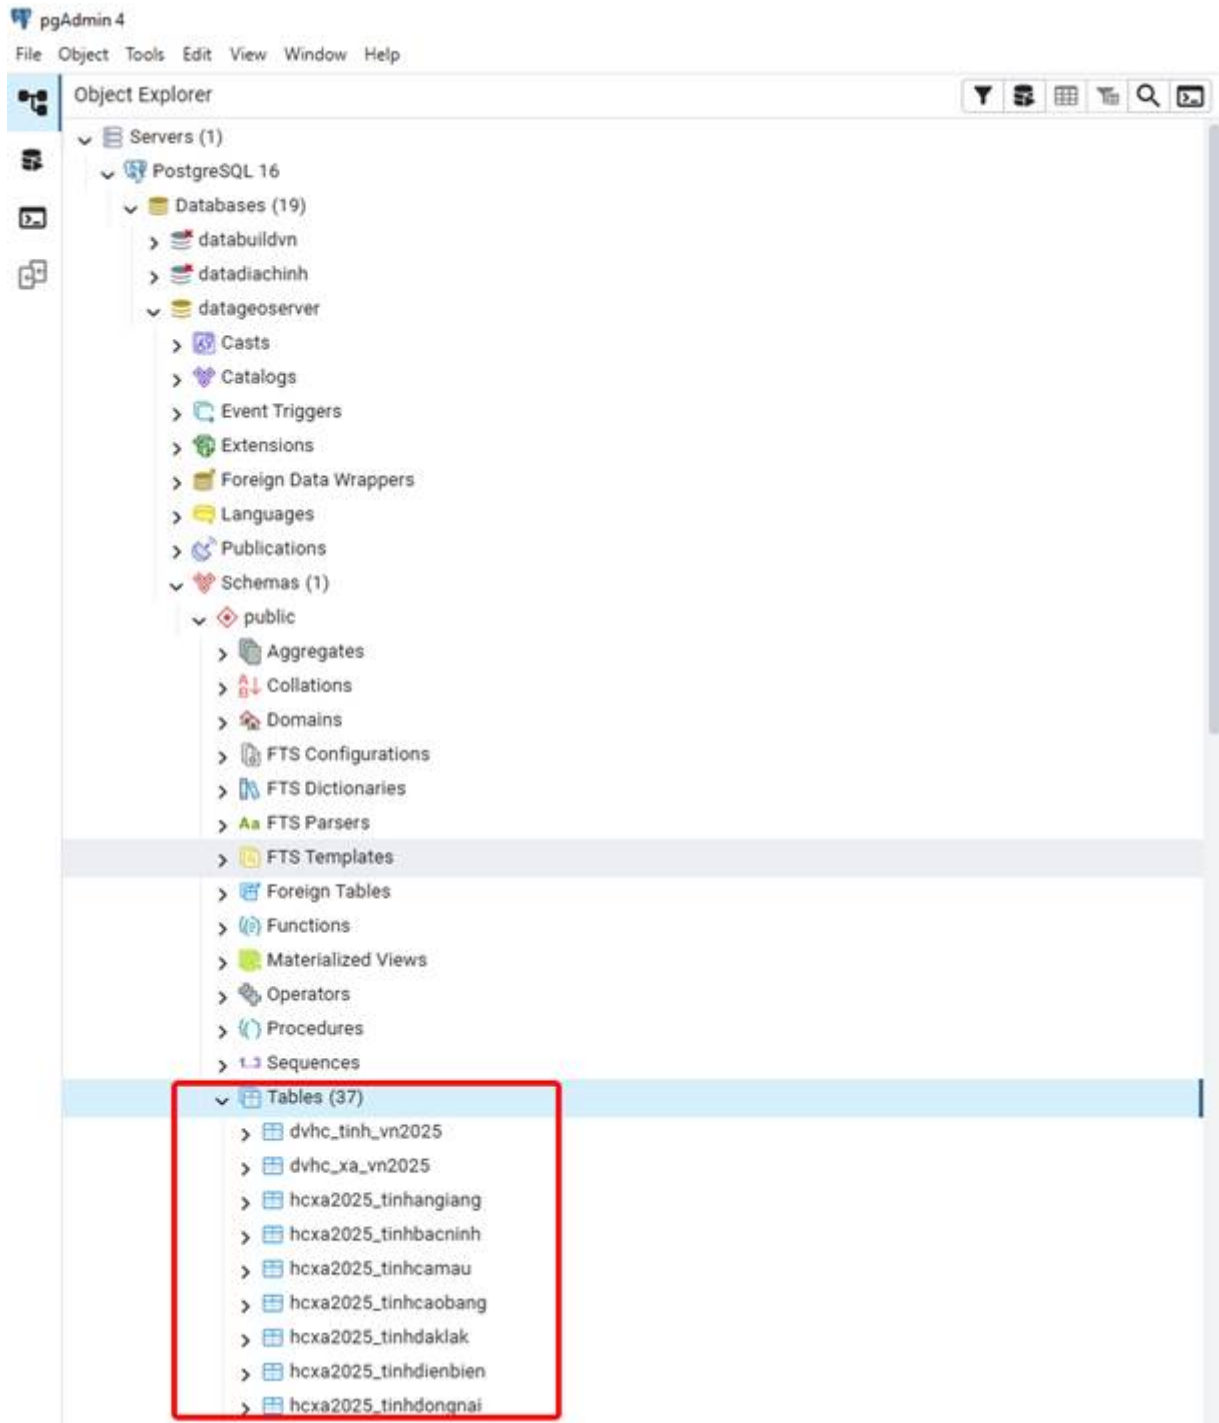 pgAdmin 4
File Object Tools Edit View Window Help
Object Explorer
Servers (1)
PostgreSQL 16
Databases (19)
databuildvn
datadiachinh
datageoserver
Casts
Catalogs
Event Triggers
Extensions
Foreign Data Wrappers
Languages
Publications
Schemas (1)
public
Aggregates
Collations
Domains
FTS Configurations
FTS Dictionaries
Aa FTS Parsers
FTS Templates
Foreign Tables
Functions
Materialized Views
Operators
Procedures
1..3 Sequences
Tables (37)
dvhc_tinh_vn2025
dvhc_xa_vn2025
hcxa2025_tinhangiang
hcxa2025_tinhbacninh
hcxa2025_tinhcamau
hcxa2025_tinhcaobang
hcxa2025_tinhdaklak
hcxa2025_tinhdienbien
hcxa2025_tinhdongnai